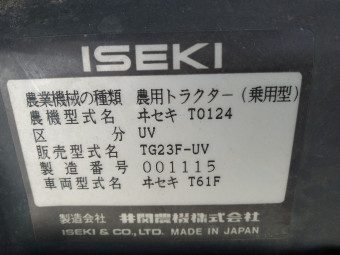 ISEKI
農業機械の種類 農用トラクター(乗用型)
農機型式名 ヰセキ T0124
区分 UV
販売型式名 TG23F-UV
製造番号 001115
車両型式名 ヰセキ T61F
製造会社 井関農機株式会社
ISEKI & CO.,LTD. MADE IN JAPAN